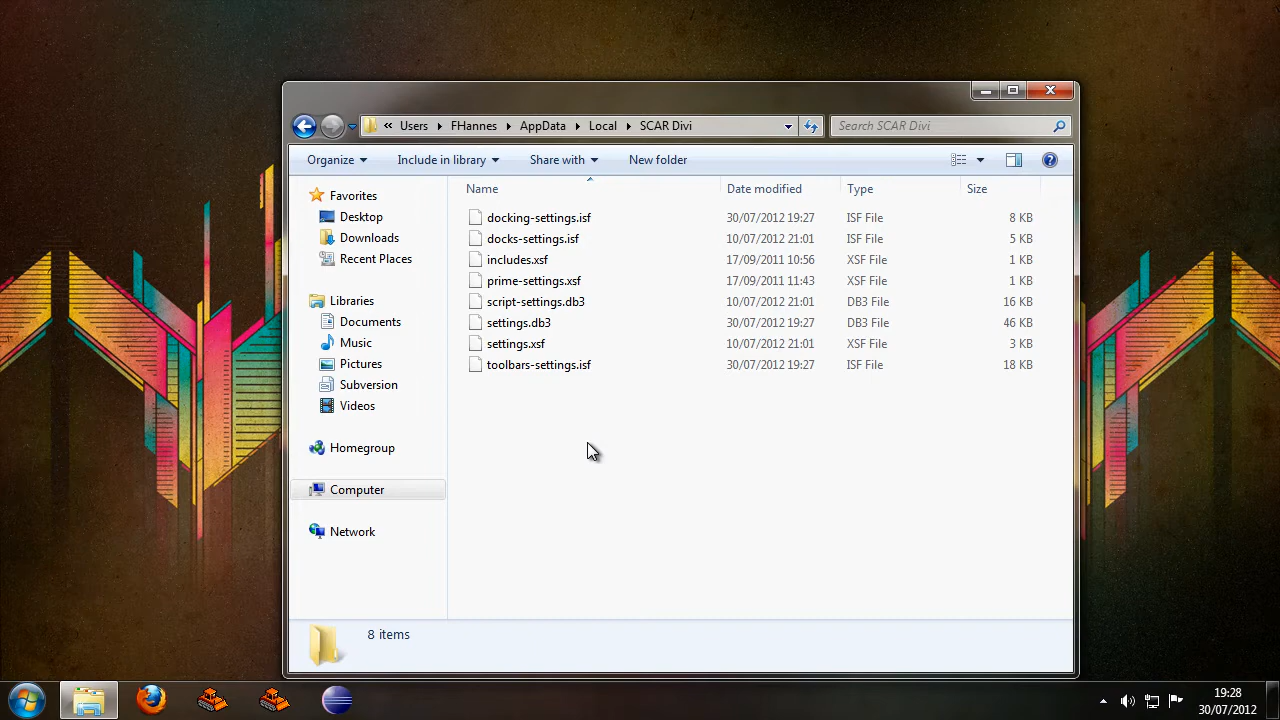 « Users FHannes AppData Local SCAR Divi
Search SCAR Divi
Organize Include in library Share with New folder
Name Date modified Type Size
Favorites
Desktop
Downloads
Recent Places
Libraries
Documents
Music
Pictures
Subversion
Videos
Homegroup
Computer
Network
docking-settings.isf 30/07/2012 19:27 ISF File 8 KB
docks-settings.isf 10/07/2012 21:01 ISF File 5 KB
includes.xsf 17/09/2011 10:56 XSF File 1 KB
prime-settings.xsf 17/09/2011 11:43 XSF File 1 KB
script-settings.db3 10/07/2012 21:01 DB3 File 16 KB
settings.db3 30/07/2012 19:27 DB3 File 46 KB
settings.xsf 10/07/2012 21:01 XSF File 3 KB
toolbars-settings.isf 30/07/2012 19:27 ISF File 18 KB
8 items
19:28
30/07/2012